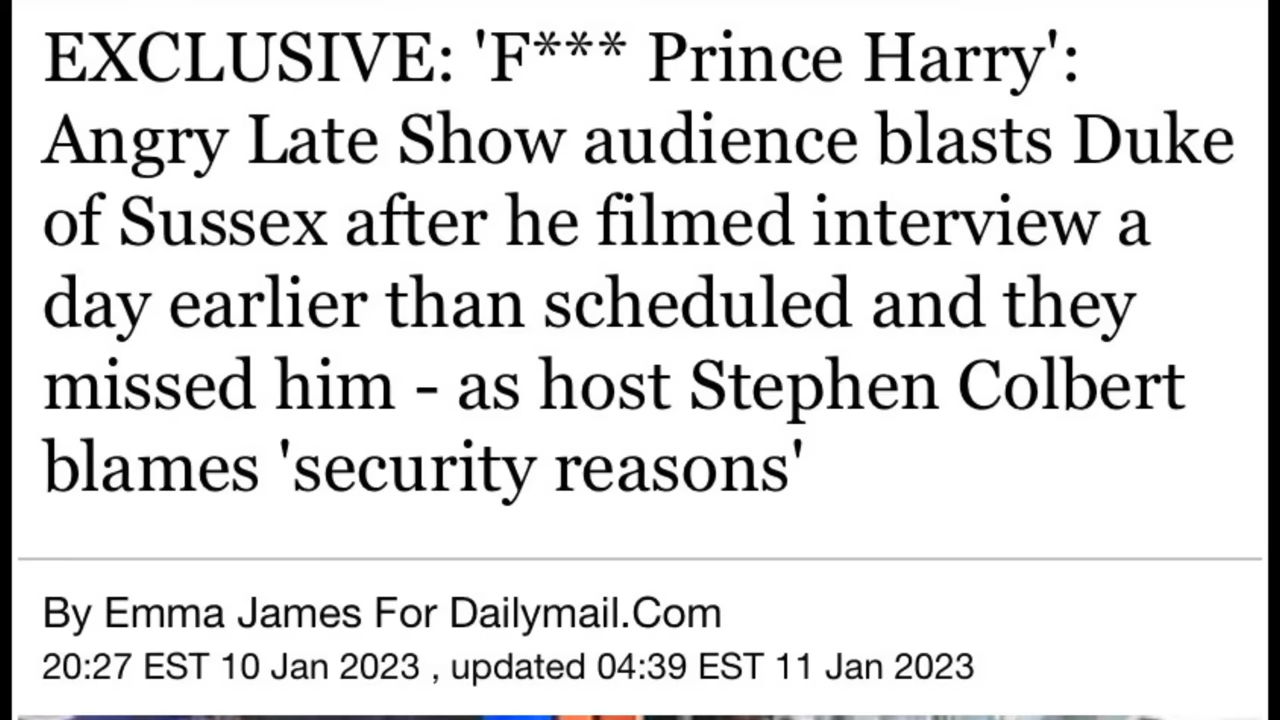 EXCLUSIVE: 'F*** Prince Harry':
Angry Late Show audience blasts Duke
of Sussex after he filmed interview a
day earlier than scheduled and they
missed him - as host Stephen Colbert
blames 'security reasons'
By Emma James For Dailymail.Com
20:27 EST 10 Jan 2023 , updated 04:39 EST 11 Jan 2023